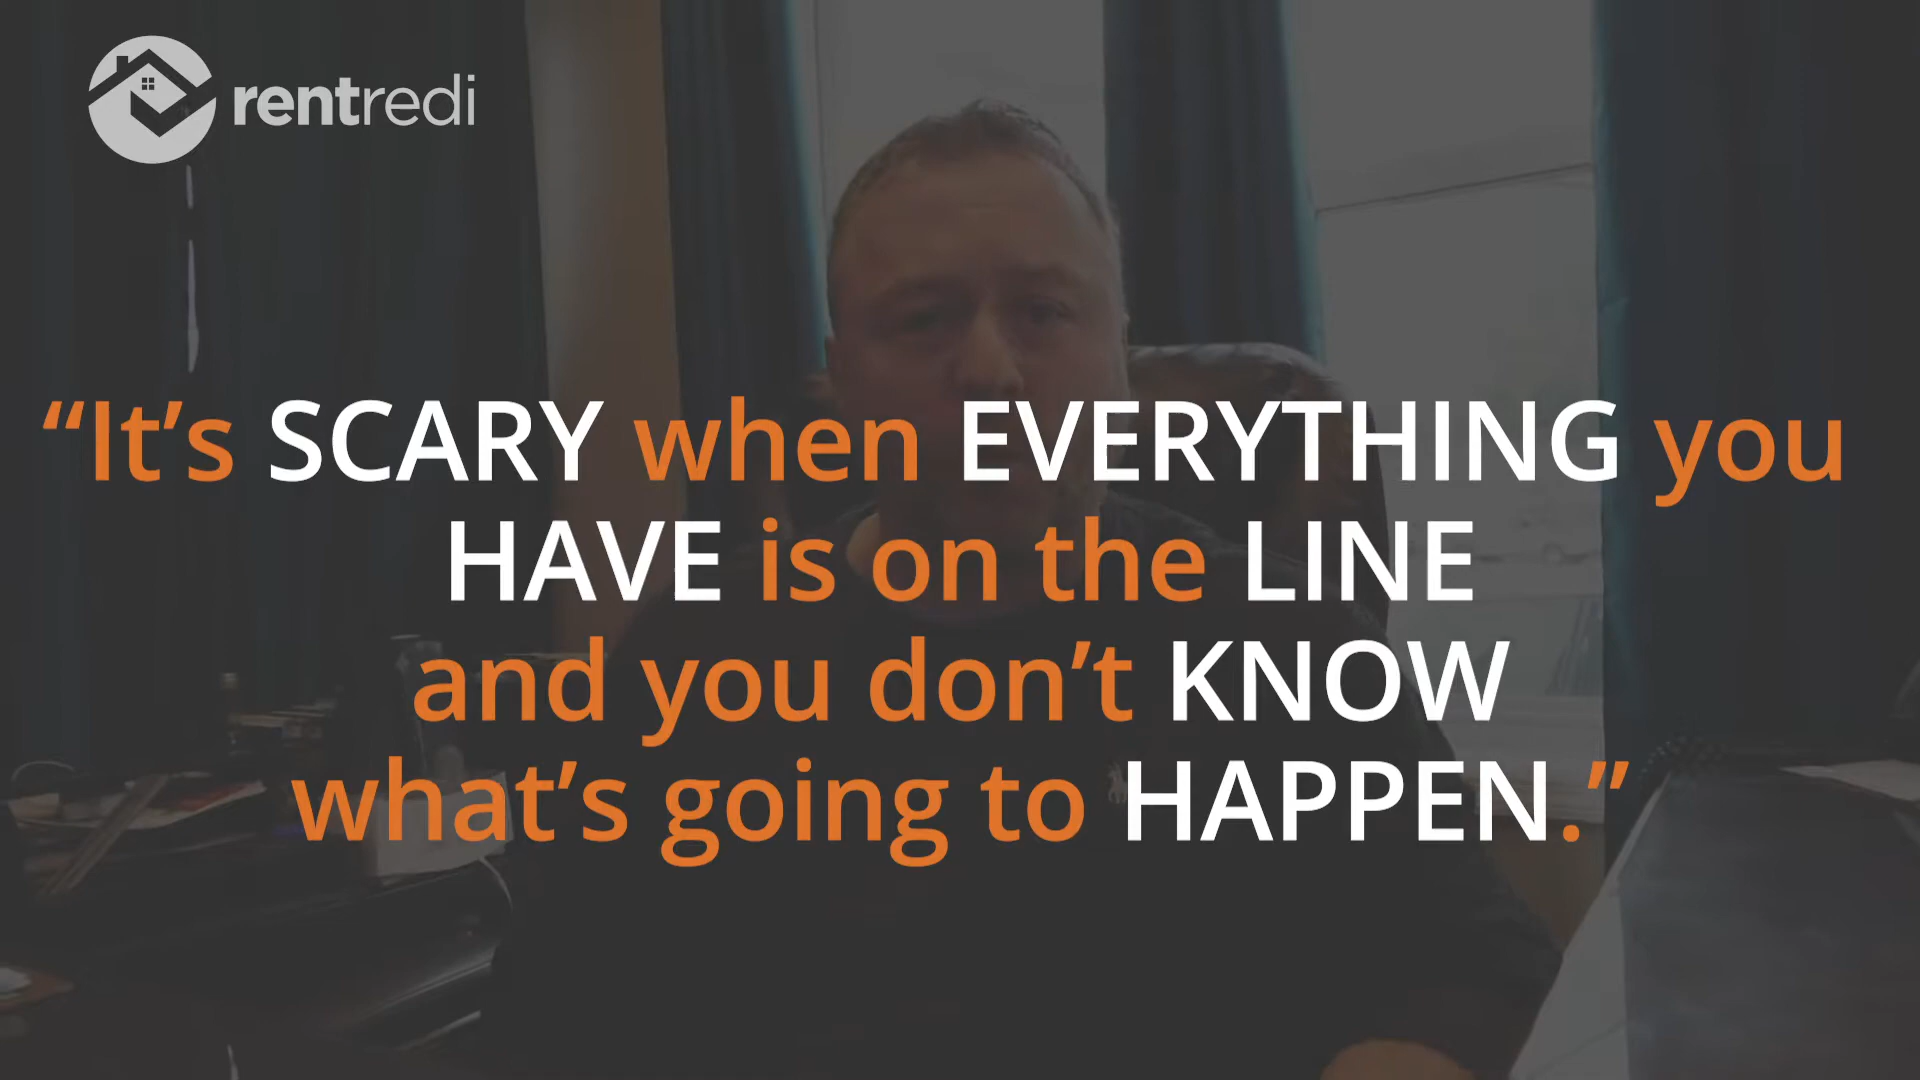 rentredi
“It’s SCARY when EVERYTHING you
HAVE is on the LINE
and you don’t KNOW
what’s going to HAPPEN.”